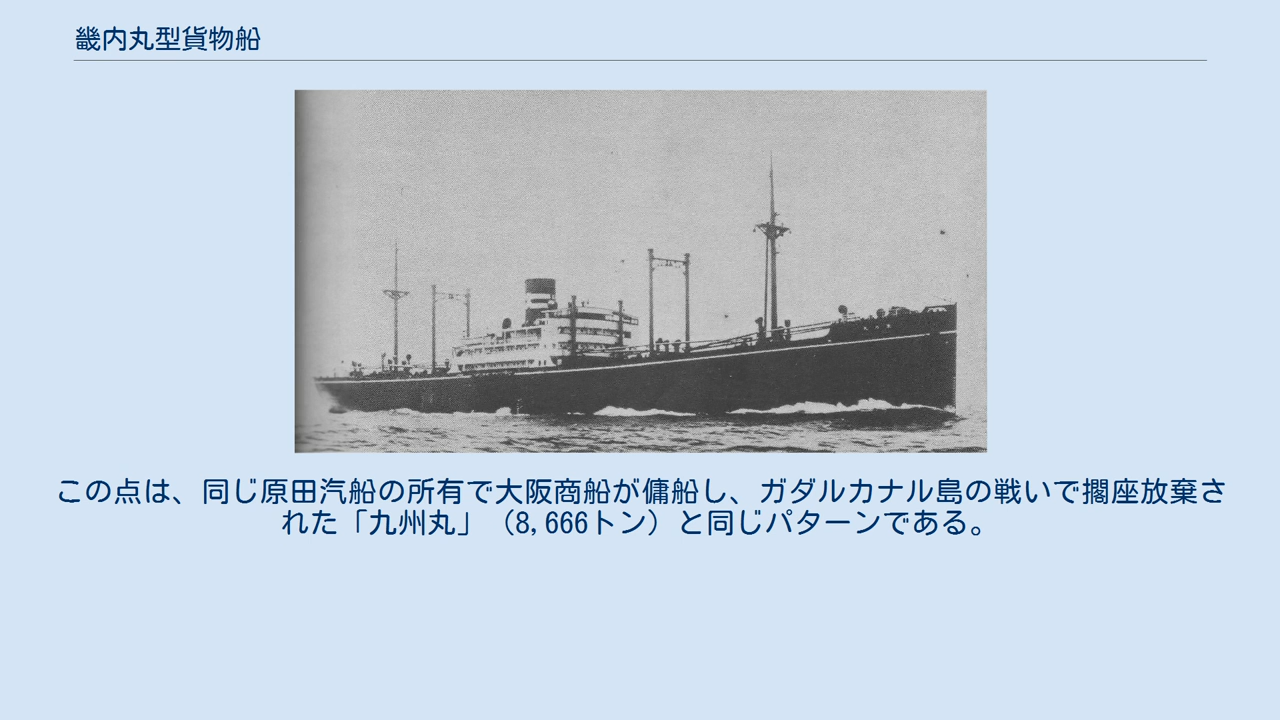 畿内丸型貨物船
この点は、同じ原田汽船の所有で大阪商船が傭船し、ガダルカナル島の戦いで擱座放棄さ
れた「九州丸」（8,666トン）と同じパターンである。